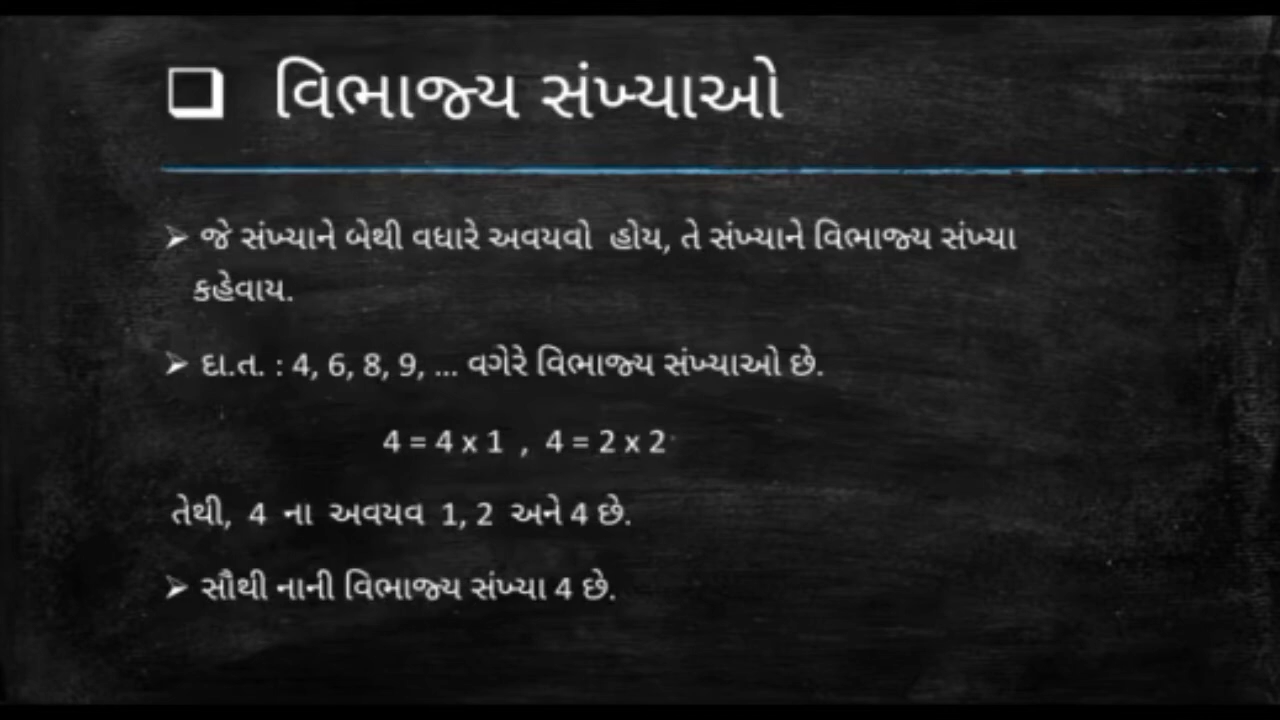 ❑ વિભાજ્ય સંખ્યાઓ
➢ જે સંખ્યાને બેથી વધારે અવયવો હોય, તે સંખ્યાને વિભાજ્ય સંખ્યા
કહેવાય.
➢ દા.ત. : 4, 6, 8, 9, ... વગેરે વિભાજ્ય સંખ્યાઓ છે.
4 = 4 x 1 , 4 = 2 x 2
તેથી, 4 ના અવયવ 1, 2 અને 4 છે.
➢ સૌથી નાની વિભાજ્ય સંખ્યા 4 છે.